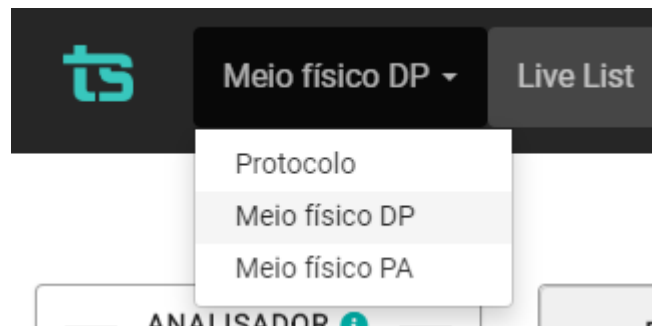 ts
Meio físico DP
Live List
Protocolo
Meio físico DP
Meio físico PA
ANALISADOR